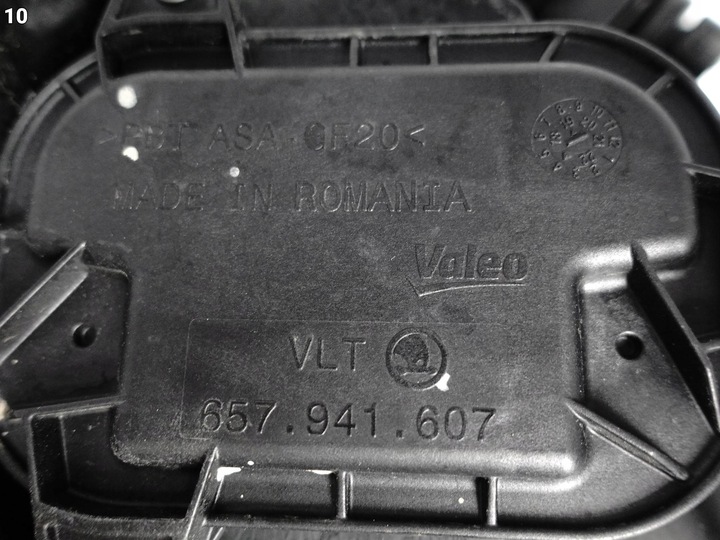 10
>PBT ASA GF20<
MADE IN ROMANIA
Valeo
VLT
657.941.607